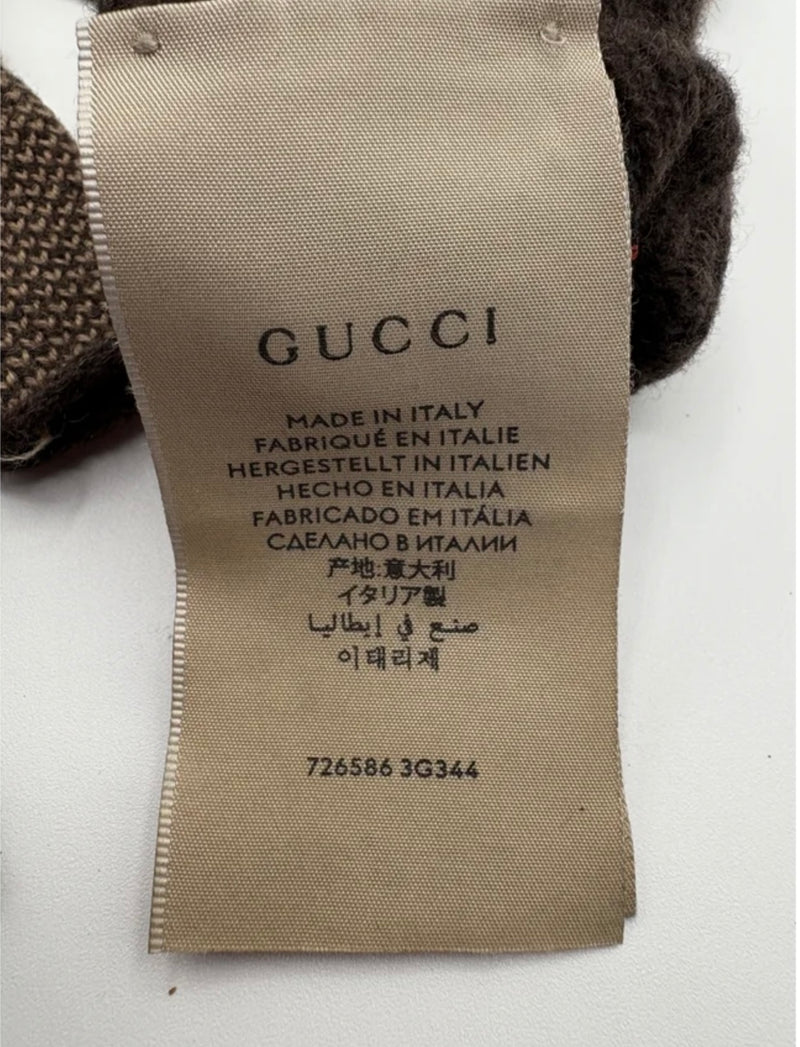 GUCCI
MADE IN ITALY
FABRIQUÉ EN ITALIE
HERGESTELLT IN ITALIEN
HECHO EN ITALIA
FABRICADO EM ITÁLIA
СДЕЛАНО В ИТАЛИИ
产地:意大利
イタリア製
صنع في إيطاليا
이태리제
726586 3G344